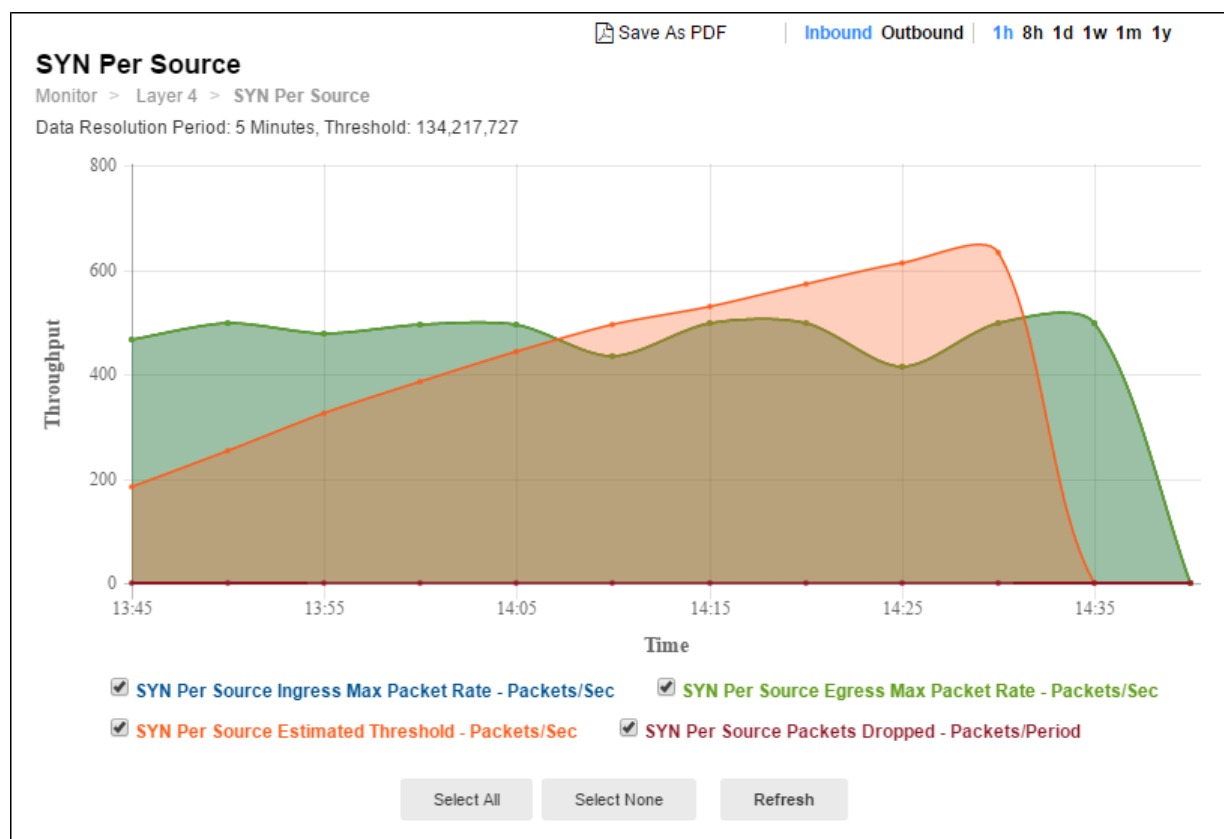 Save As PDF Inbound Outbound 1h 8h 1d 1w 1m 1y
SYN Per Source
Monitor > Layer 4 > SYN Per Source
Data Resolution Period: 5 Minutes, Threshold: 134,217,727
800
600
400
200
0
Throughput
13:45 13:55 14:05 14:15 14:25 14:35
Time
SYN Per Source Ingress Max Packet Rate - Packets/Sec SYN Per Source Egress Max Packet Rate - Packets/Sec
SYN Per Source Estimated Threshold - Packets/Sec SYN Per Source Packets Dropped - Packets/Period
Select All Select None Refresh